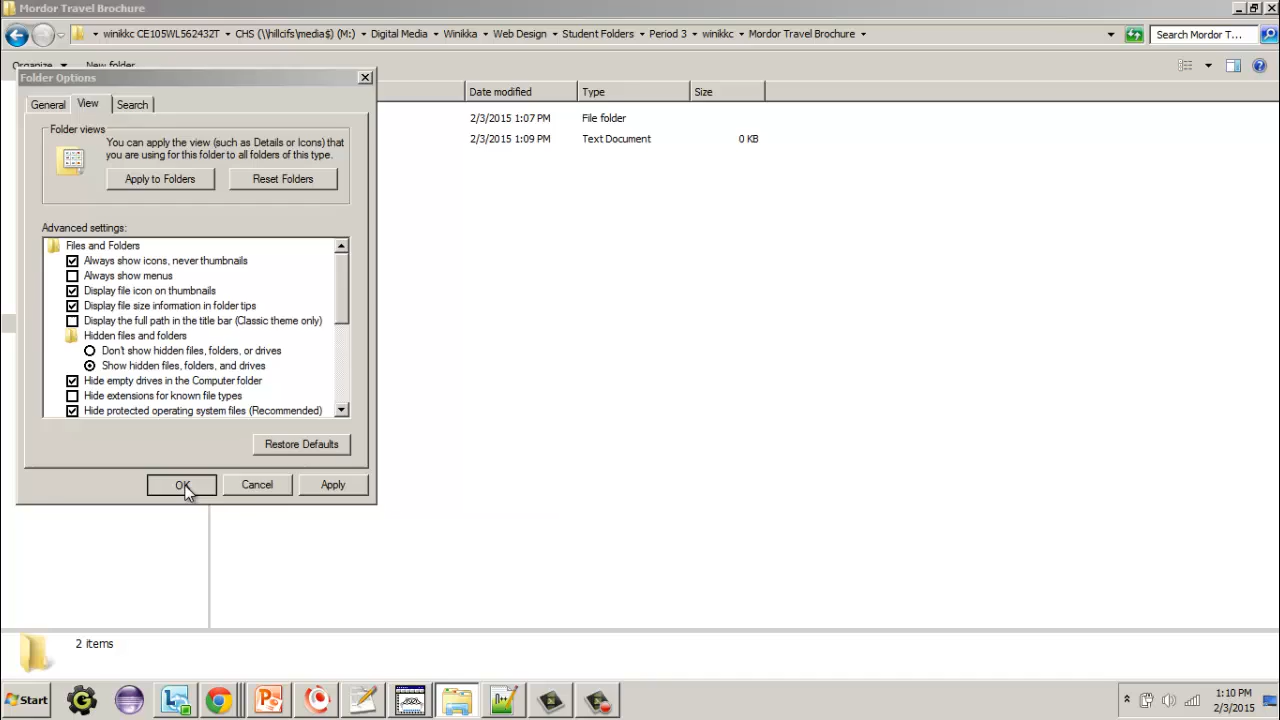 Mordor Travel Brochure
winikkc CE105WL562432T ▸ CHS (\\hillcifs\media$) (M:) ▸ Digital Media ▸ Winikka ▸ Web Design ▸ Student Folders ▸ Period 3 ▸ winikkc ▸ Mordor Travel Brochure
Search Mordor T...
Organize New folder
Folder Options
General View Search
Folder views
You can apply the view (such as Details or Icons) that
you are using for this folder to all folders of this type.
Apply to Folders Reset Folders
Advanced settings:
Files and Folders
Always show icons, never thumbnails
Always show menus
Display file icon on thumbnails
Display file size information in folder tips
Display the full path in the title bar (Classic theme only)
Hidden files and folders
Don't show hidden files, folders, or drives
Show hidden files, folders, and drives
Hide empty drives in the Computer folder
Hide extensions for known file types
Hide protected operating system files (Recommended)
Restore Defaults
OK Cancel Apply
Date modified Type Size
2/3/2015 1:07 PM File folder
2/3/2015 1:09 PM Text Document 0 KB
2 items
Start
1:10 PM
2/3/2015